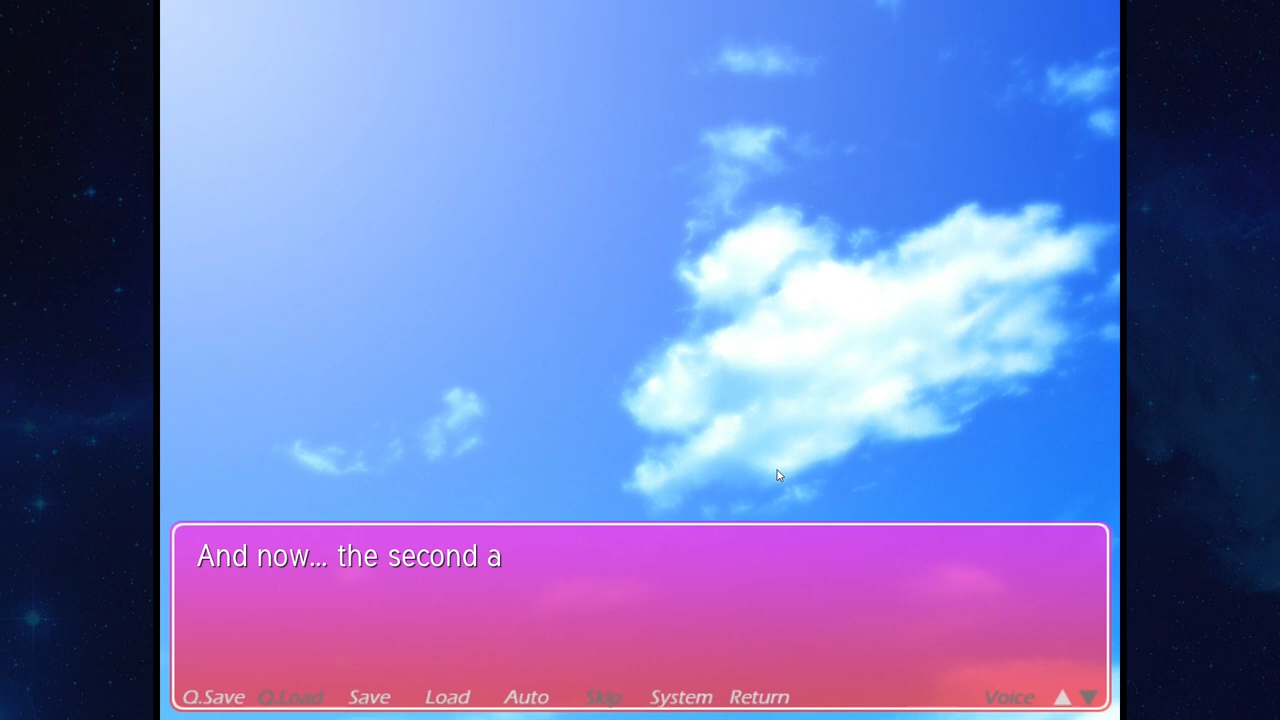 And now... the second a
Q.Save Q.Load Save Load Auto Skip System Return Voice